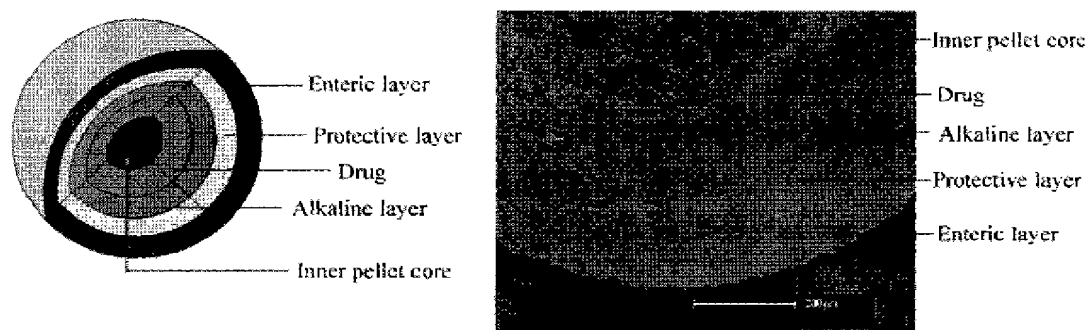 Enteric layer
Protective layer
Drug
Alkaline layer
Inner pellet core
Inner pellet core
Drug
Alkaline layer
Protective layer
Enteric layer